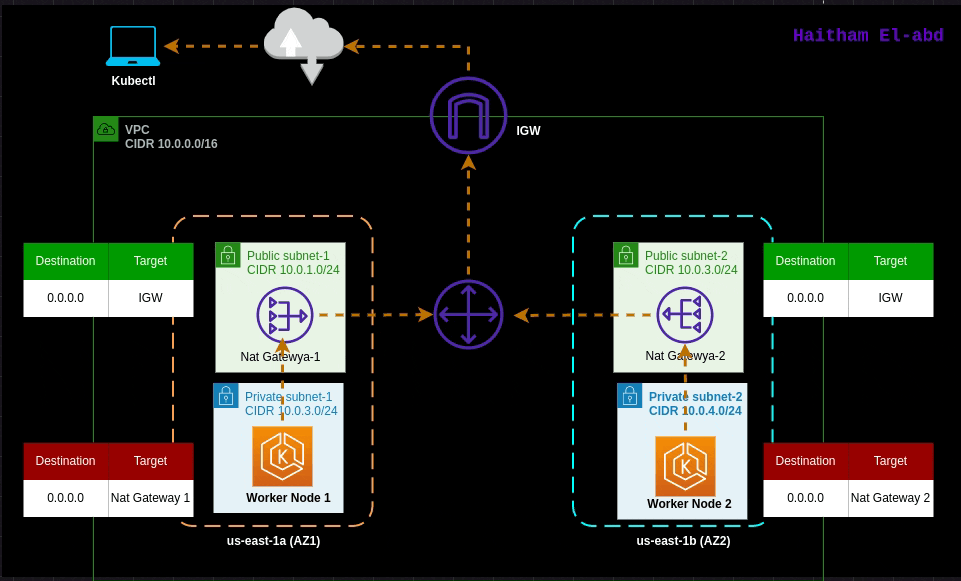 Haitham El-abd
Kubectl
IGW
VPC
CIDR 10.0.0.0/16
Destination Target
0.0.0.0 IGW
Public subnet-1
CIDR 10.0.1.0/24
Nat Gatewya-1
Public subnet-2
CIDR 10.0.3.0/24
Nat Gatewya-2
Destination Target
0.0.0.0 IGW
Destination Target
0.0.0.0 Nat Gateway 1
Private subnet-1
CIDR 10.0.3.0/24
Worker Node 1
Private subnet-2
CIDR 10.0.4.0/24
Worker Node 2
Destination Target
0.0.0.0 Nat Gateway 2
us-east-1a (AZ1)
us-east-1b (AZ2)